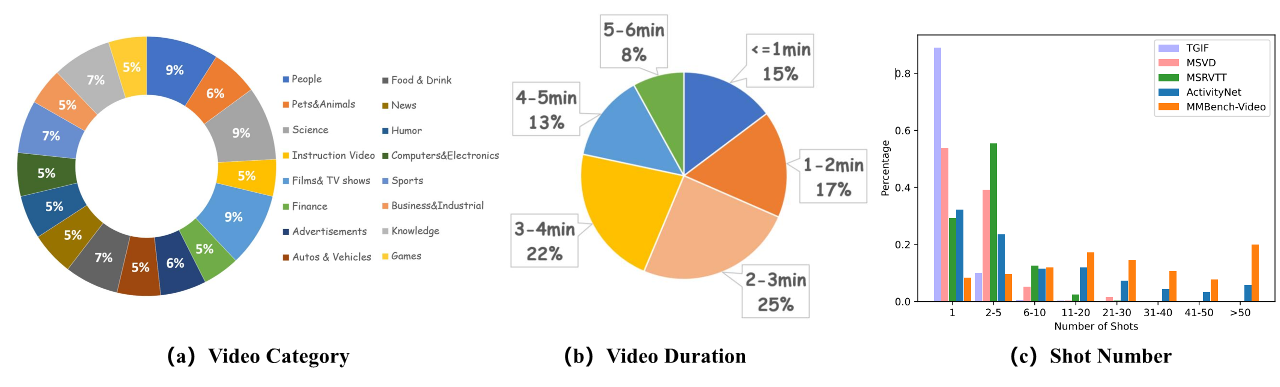 9%
6%
9%
5%
9%
5%
6%
5%
7%
5%
5%
5%
7%
5%
7%
5%
People
Pets&Animals
Science
Instruction Video
Films& TV shows
Finance
Advertisements
Autos & Vehicles
Food & Drink
News
Humor
Computers&Electronics
Sports
Business&Industrial
Knowledge
Games
(a) Video Category
<=1min
15%
1-2min
17%
2-3min
25%
3-4min
22%
4-5min
13%
5-6min
8%
(b) Video Duration
TGIF
MSVD
MSRVTT
ActivityNet
MMBench-Video
Percentage
0.8
0.6
0.4
0.2
0.0
1
2-5
6-10
11-20
21-30
31-40
41-50
>50
Number of Shots
(c) Shot Number